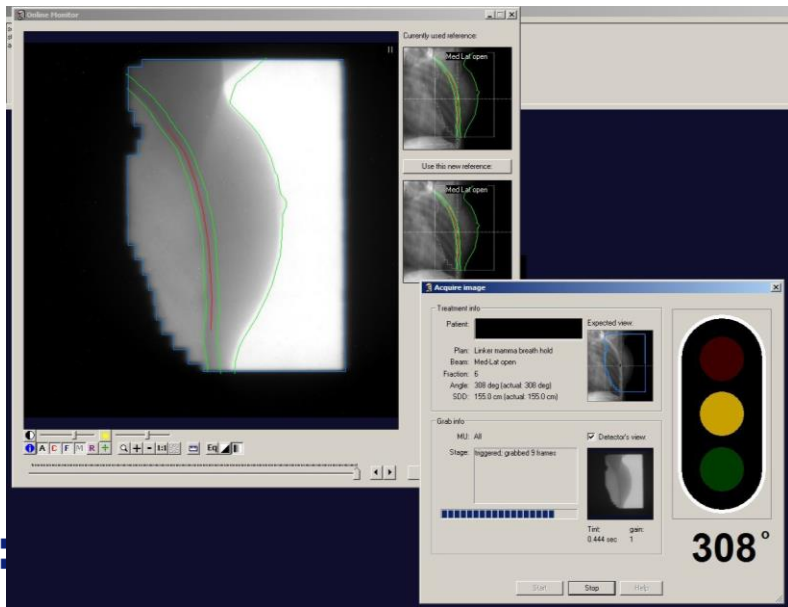 Online Monitor
Currently used reference:
Med Lat open
Use this new reference:
Med Lat open
A C F M R +
1:1
Eq
Acquire image
Treatment info
Patient:
Expected view:
Plan: Linker mamma breath hold
Beam: Med-Lat open
Fraction: 6
Angle: 308 deg (actual: 308 deg)
SDD: 155.0 cm (actual: 155.0 cm)
Grab info
MU: All
Detector's view:
Stage: triggered; grabbed 9 frames
Tint: gain:
0.444 sec 1
308°
Start Stop Help